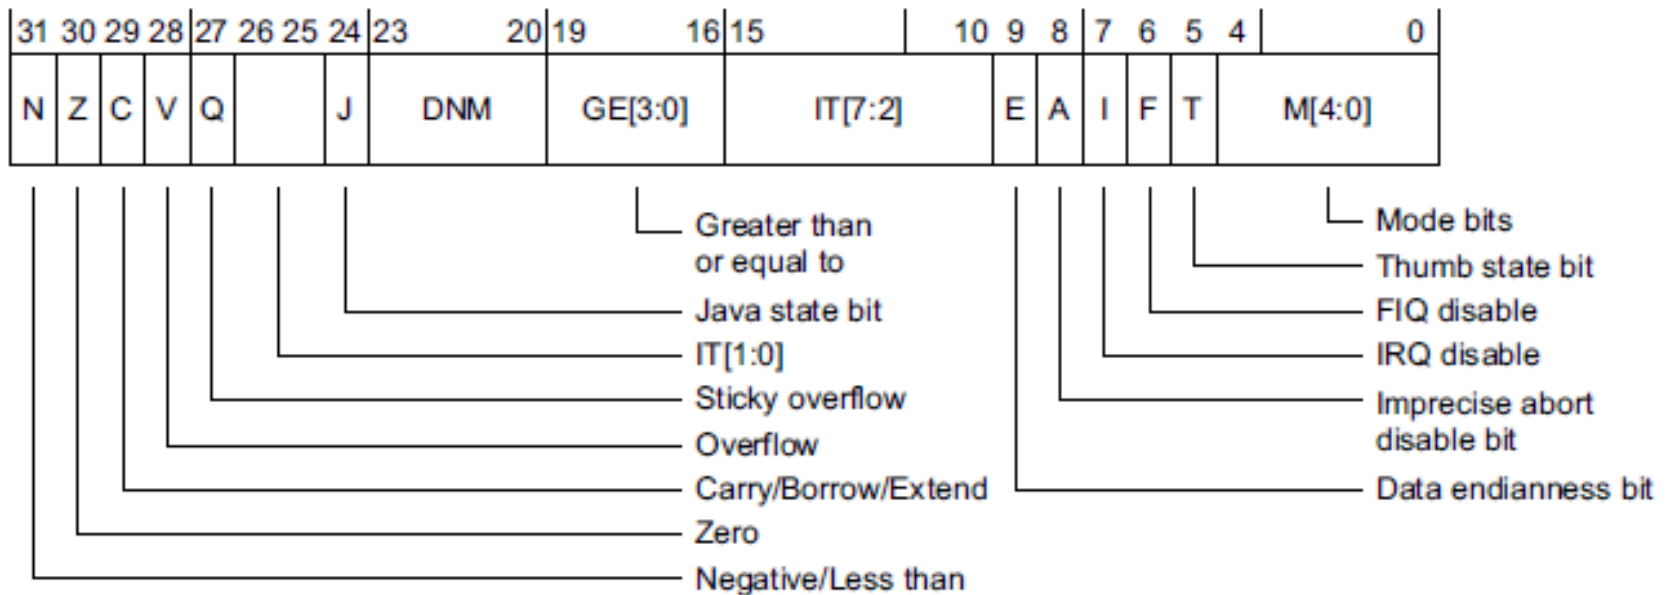 31 30 29 28 27 26 25 24 23 20 19 16 15 10 9 8 7 6 5 4 0
N Z C V Q J DNM GE[3:0] IT[7:2] E A I F T M[4:0]
Greater than
or equal to
Java state bit
IT[1:0]
Sticky overflow
Overflow
Carry/Borrow/Extend
Zero
Negative/Less than
Mode bits
Thumb state bit
FIQ disable
IRQ disable
Imprecise abort
disable bit
Data endianness bit